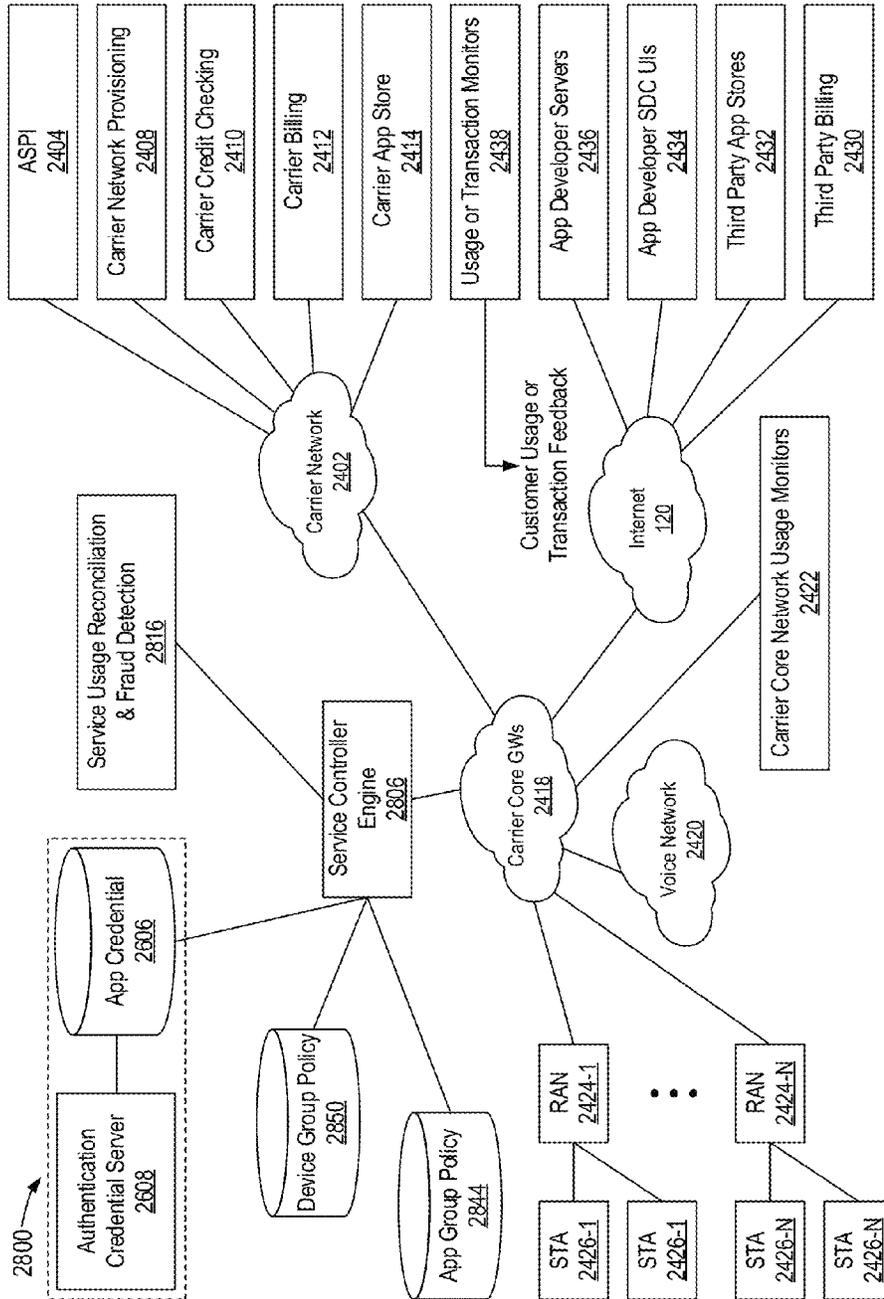 2800
Authentication
Credential Server
2608
App Credential
2606
Service Usage Reconciliation
& Fraud Detection
2816
Device Group Policy
2850
App Group Policy
2844
Service Controller
Engine
2806
STA
2426-1
STA
2426-1
STA
2426-N
STA
2426-N
RAN
2424-1
RAN
2424-N
Carrier Core GWs
2418
Voice Network
2420
Carrier Core Network Usage Monitors
2422
Carrier Network
2402
Customer Usage or
Transaction Feedback
Internet
120
ASPI
2404
Carrier Network Provisioning
2408
Carrier Credit Checking
2410
Carrier Billing
2412
Carrier App Store
2414
Usage or Transaction Monitors
2438
App Developer Servers
2436
App Developer SDC UIs
2434
Third Party App Stores
2432
Third Party Billing
2430